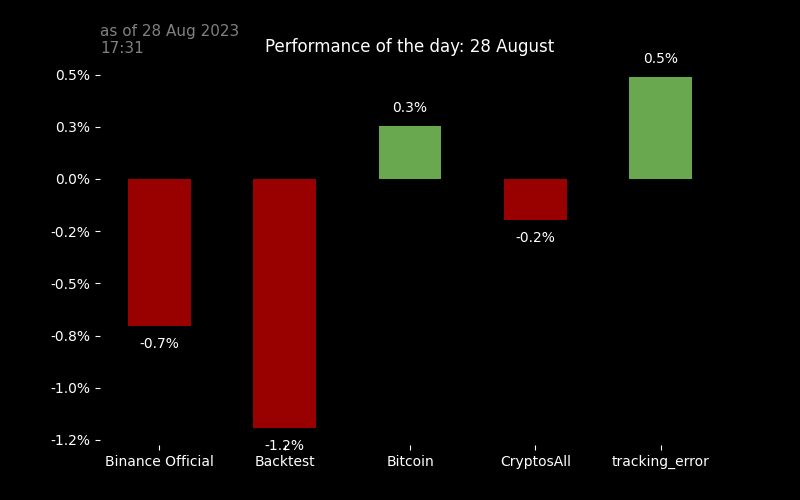 as of 28 Aug 2023
17:31
Performance of the day: 28 August
0.5%
0.3%
0.0%
-0.2%
-0.5%
-0.8%
-1.0%
-1.2%
-0.7%
-1.2%
0.3%
-0.2%
0.5%
Binance Official
Backtest
Bitcoin
CryptosAll
tracking_error